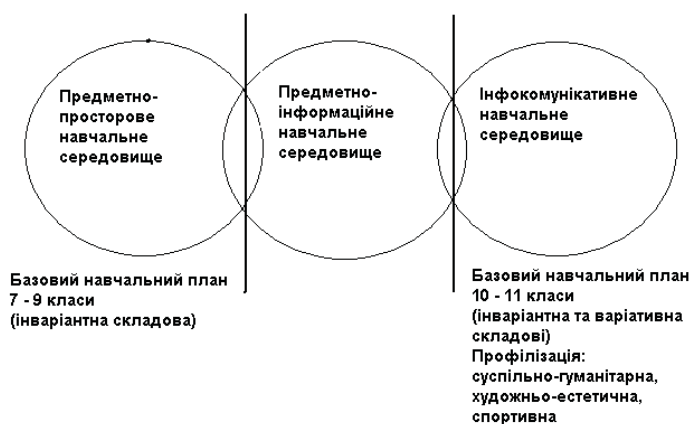 Предметно-
просторове
навчальне
середовище
Предметно-
інформаційне
навчальне
середовище
Інфокомунікативне
навчальне
середовище
Базовий навчальний план
7 - 9 класи
(інваріантна складова)
Базовий навчальний план
10 - 11 класи
(інваріантна та варіативна
складові)
Профілізація:
суспільно-гуманітарна,
художньо-естетична,
спортивна